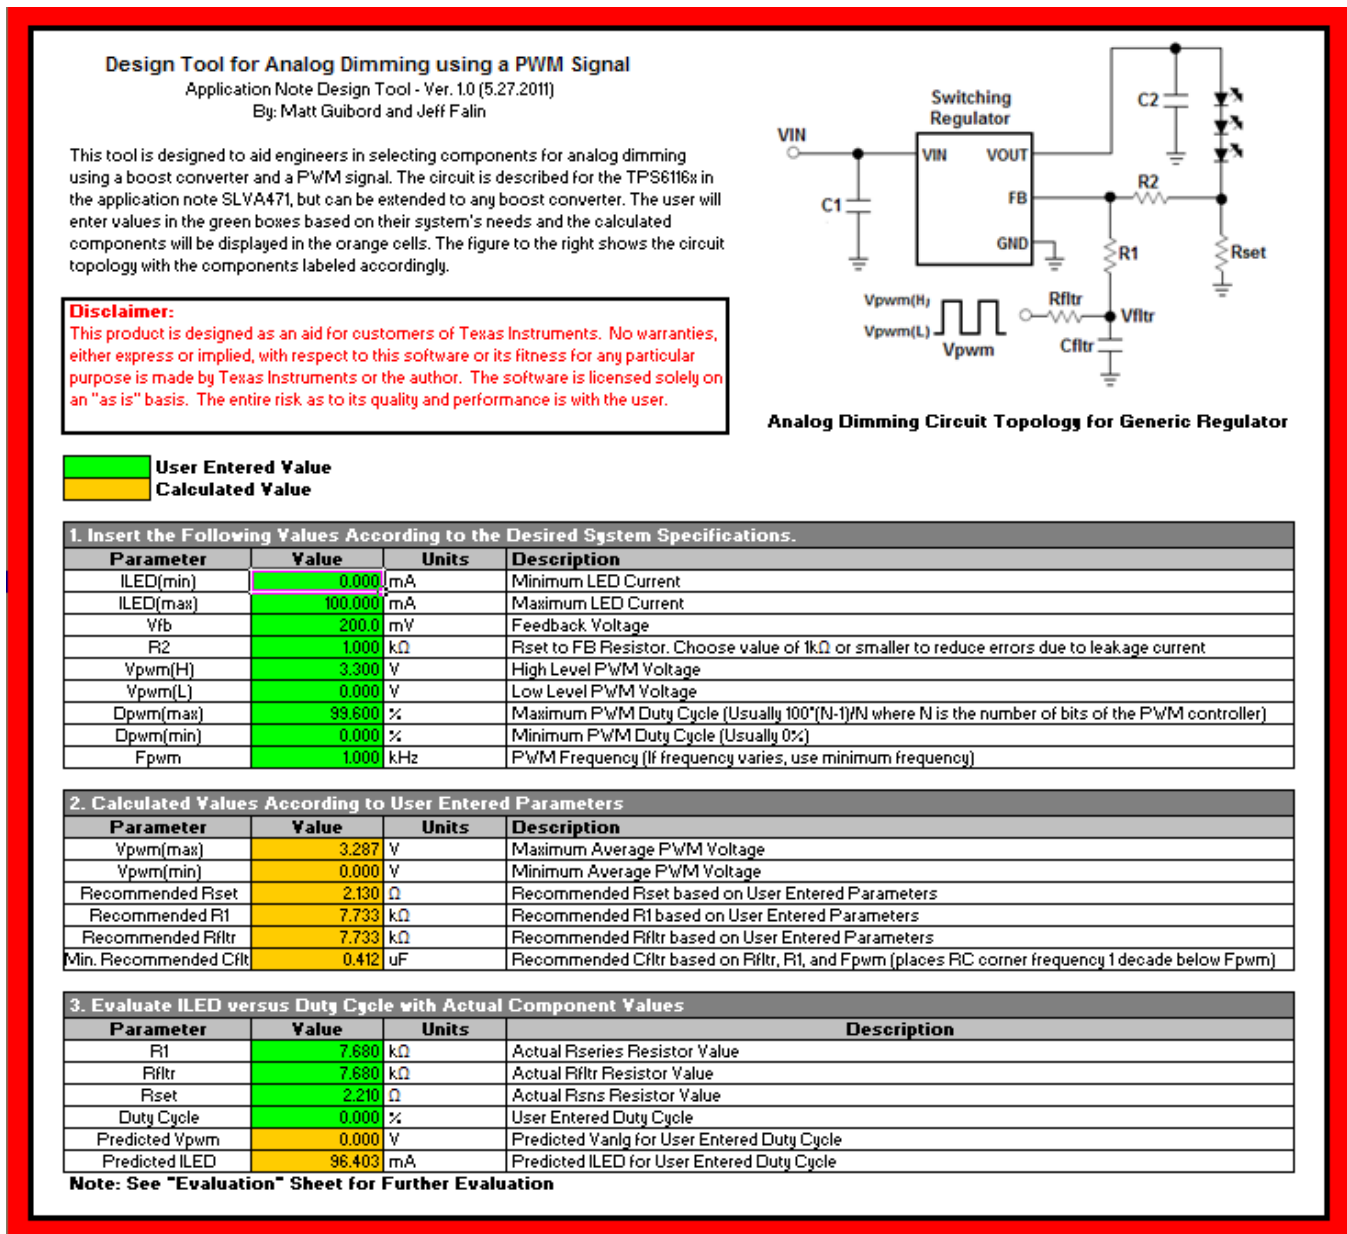 Design Tool for Analog Dimming using a PWM Signal
Application Note Design Tool - Ver. 1.0 (5.27.2011)
By: Matt Guibord and Jeff Falin
This tool is designed to aid engineers in selecting components for analog dimming
using a boost converter and a PWM signal. The circuit is described for the TPS6116x in
the application note SLVA471, but can be extended to any boost converter. The user will
enter values in the green boxes based on their system's needs and the calculated
components will be displayed in the orange cells. The figure to the right shows the circuit
topology with the components labeled accordingly.
Disclaimer:
This product is designed as an aid for customers of Texas Instruments. No warranties,
either express or implied, with respect to this software or its fitness for any particular
purpose is made by Texas Instruments or the author. The software is licensed solely on
an "as is" basis. The entire risk as to its quality and performance is with the user.
Switching
Regulator
VIN
VIN VOUT
FB
GND
C1
C2
R2
R1
Rset
Vpwm(H)
Vpwm(L)
Vpwm
Rfltr
Vfltr
Cfltr
Analog Dimming Circuit Topology for Generic Regulator
User Entered Value
Calculated Value
1. Insert the Following Values According to the Desired System Specifications.
Parameter Value Units Description
ILED(min) 0.000 mA Minimum LED Current
ILED(max) 100.000 mA Maximum LED Current
Vfb 200.0 mV Feedback Voltage
R2 1.000 kΩ Rset to FB Resistor. Choose value of 1kΩ or smaller to reduce errors due to leakage current
Vpwm(H) 3.300 V High Level PWM Voltage
Vpwm(L) 0.000 V Low Level PWM Voltage
Dpwm(max) 99.600 % Maximum PWM Duty Cycle (Usually 100*(N-1)/N where N is the number of bits of the PWM controller)
Dpwm(min) 0.000 % Minimum PWM Duty Cycle (Usually 0%)
Fpwm 1.000 kHz PWM Frequency (If frequency varies, use minimum frequency)
2. Calculated Values According to User Entered Parameters
Parameter Value Units Description
Vpwm(max) 3.287 V Maximum Average PWM Voltage
Vpwm(min) 0.000 V Minimum Average PWM Voltage
Recommended Rset 2.130 Ω Recommended Rset based on User Entered Parameters
Recommended R1 7.733 kΩ Recommended R1 based on User Entered Parameters
Recommended Rfltr 7.733 kΩ Recommended Rfltr based on User Entered Parameters
Min. Recommended Cflt 0.412 uF Recommended Cfltr based on Rfltr, R1, and Fpwm (places RC corner frequency 1 decade below Fpwm)
3. Evaluate ILED versus Duty Cycle with Actual Component Values
Parameter Value Units Description
R1 7.680 kΩ Actual Rseries Resistor Value
Rfltr 7.680 kΩ Actual Rfltr Resistor Value
Rset 2.210 Ω Actual Rsns Resistor Value
Duty Cycle 0.000 % User Entered Duty Cycle
Predicted Vpwm 0.000 V Predicted Vanlg for User Entered Duty Cycle
Predicted ILED 96.403 mA Predicted ILED for User Entered Duty Cycle
Note: See "Evaluation" Sheet for Further Evaluation